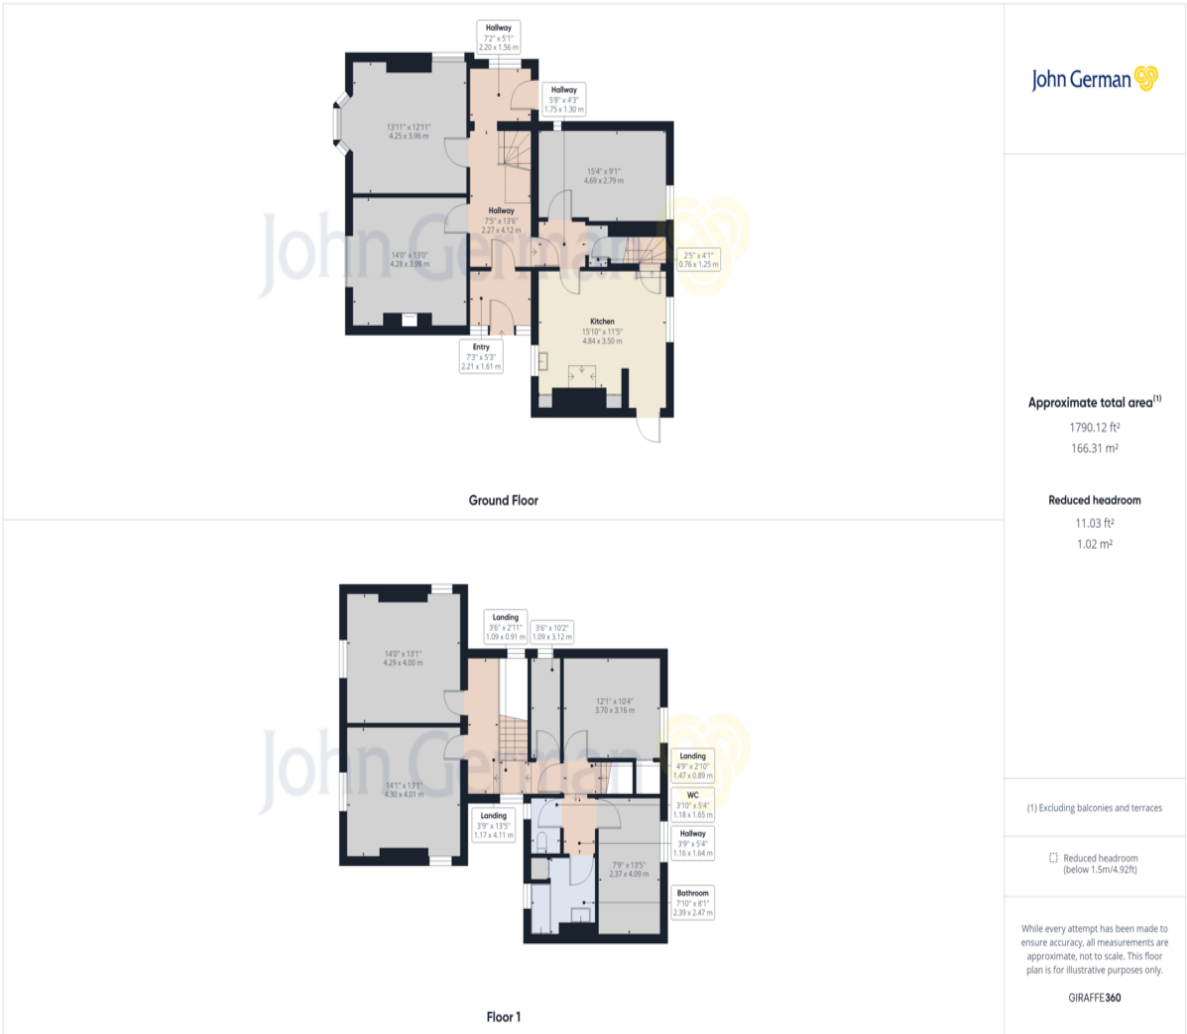 Hallway
7'2" x 5'1"
2.20 x 1.56 m
Hallway
5'8" x 4'3"
1.75 x 1.30 m
13'11" x 12'11"
4.25 x 3.96 m
15'4" x 9'1"
4.69 x 2.79 m
Hallway
7'5" x 13'6"
2.27 x 4.12 m
John German
14'0" x 13'0"
4.28 x 3.98 m
2'5" x 4'1"
0.76 x 1.25 m
Kitchen
15'10" x 11'5"
4.84 x 3.50 m
Entry
7'3" x 5'3"
2.21 x 1.61 m
Ground Floor
Landing
3'6" x 2'11"
1.09 x 0.91 m
3'6" x 10'2"
1.09 x 3.12 m
14'0" x 13'1"
4.29 x 4.00 m
12'1" x 10'4"
3.70 x 3.16 m
John German
14'1" x 13'1"
4.30 x 4.01 m
Landing
4'9" x 2'10"
1.47 x 0.89 m
WC
3'10" x 5'4"
1.18 x 1.65 m
Landing
3'9" x 13'5"
1.17 x 4.11 m
Hallway
3'9" x 5'4"
1.16 x 1.64 m
7'9" x 13'5"
2.37 x 4.09 m
Bathroom
7'10" x 8'1"
2.39 x 2.47 m
Floor 1
John German
Approximate total area(1)
1790.12 ft²
166.31 m²
Reduced headroom
11.03 ft²
1.02 m²
(1) Excluding balconies and terraces
Reduced headroom
(below 1.5m/4.92ft)
While every attempt has been made to
ensure accuracy, all measurements are
approximate, not to scale. This floor
plan is for illustrative purposes only.
GIRAFFE360